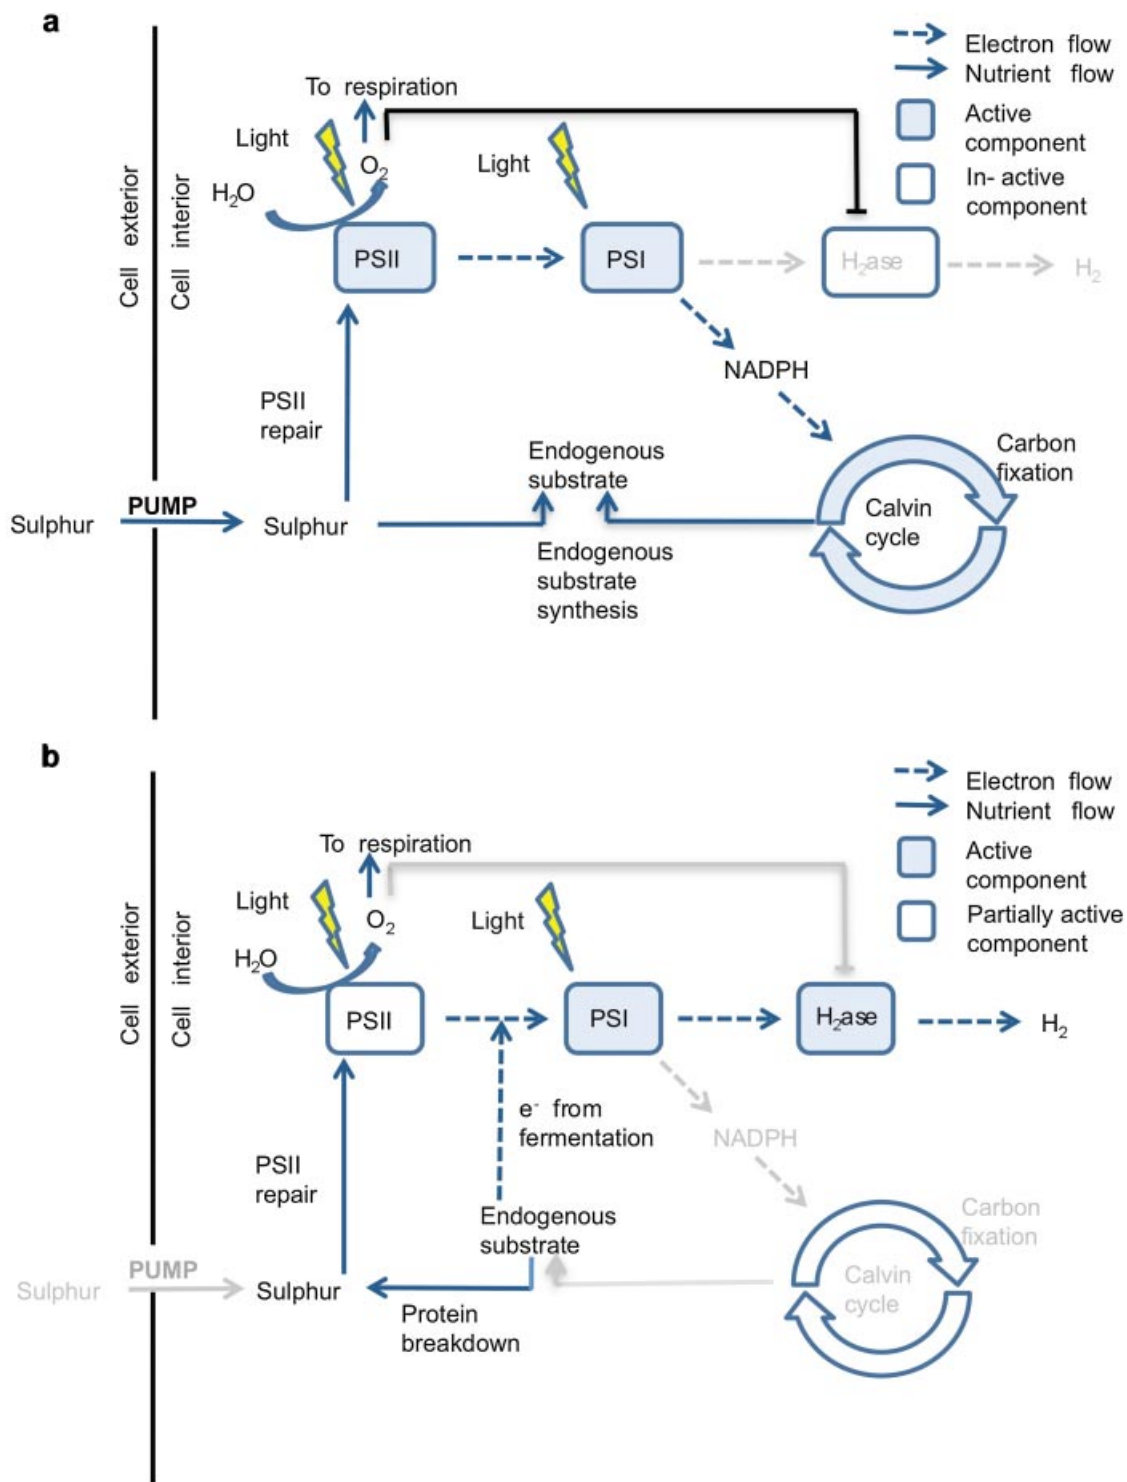 a
Electron flow
Nutrient flow
Active
component
In- active
component
To respiration
Light
O2
H2O
Light
Cell exterior
Cell interior
PSII
PSI
H2ase
H2
NADPH
PSII
repair
Endogenous
substrate
Carbon
fixation
Calvin
cycle
Sulphur
PUMP
Sulphur
Endogenous
substrate
synthesis
b
Electron flow
Nutrient flow
Active
component
Partially active
component
To respiration
Light
O2
H2O
Light
Cell exterior
Cell interior
PSII
PSI
H2ase
H2
e- from
fermentation
NADPH
PSII
repair
Endogenous
substrate
Carbon
fixation
Calvin
cycle
Sulphur
PUMP
Sulphur
Protein
breakdown